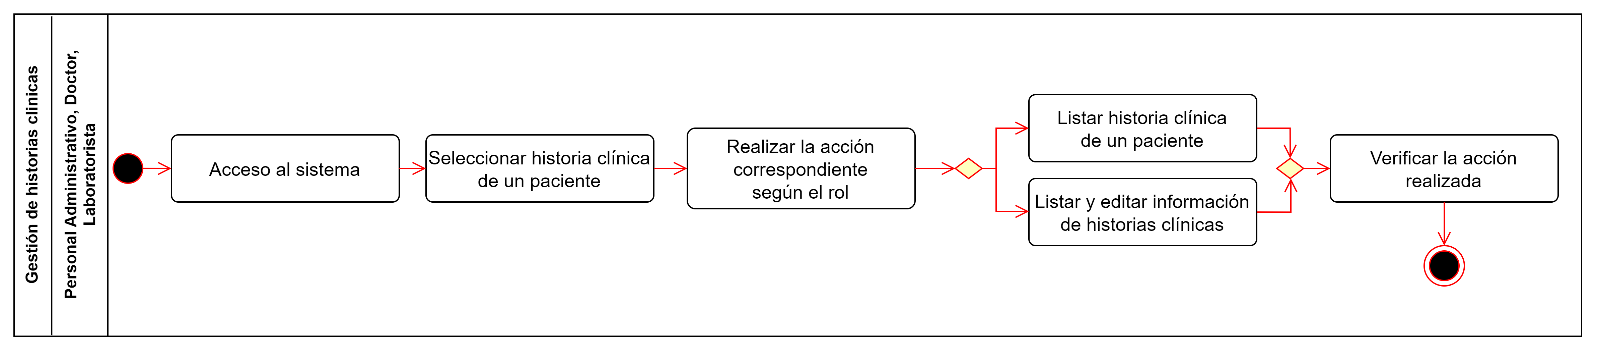 Gestión de historias clinicas
Personal Administrativo, Doctor,
Laboratorista
Acceso al sistema
Seleccionar historia clínica
de un paciente
Realizar la acción
correspondiente
según el rol
Listar historia clínica
de un paciente
Listar y editar información
de historias clínicas
Verificar la acción
realizada